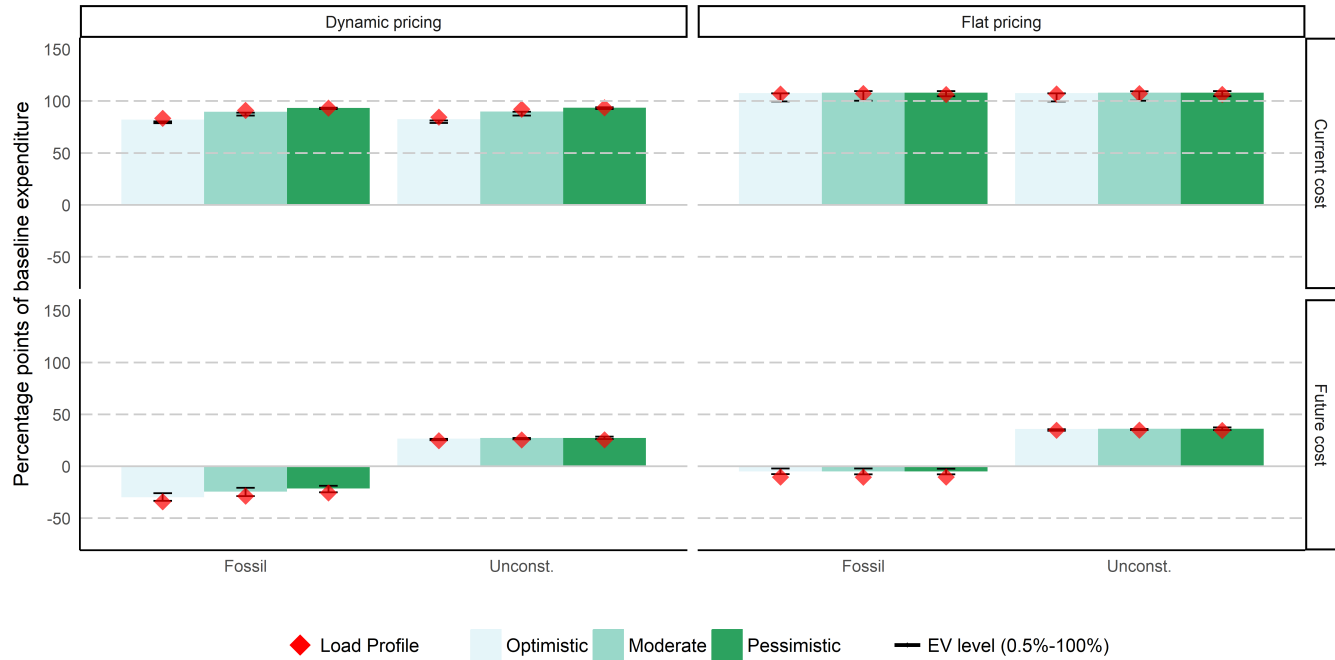 Dynamic pricing
Flat pricing
Percentage points of baseline expenditure
150
100
50
0
-50
Current cost
150
100
50
0
-50
Future cost
Fossil
Unconst.
Fossil
Unconst.
Load Profile
Optimistic
Moderate
Pessimistic
EV level (0.5%-100%)